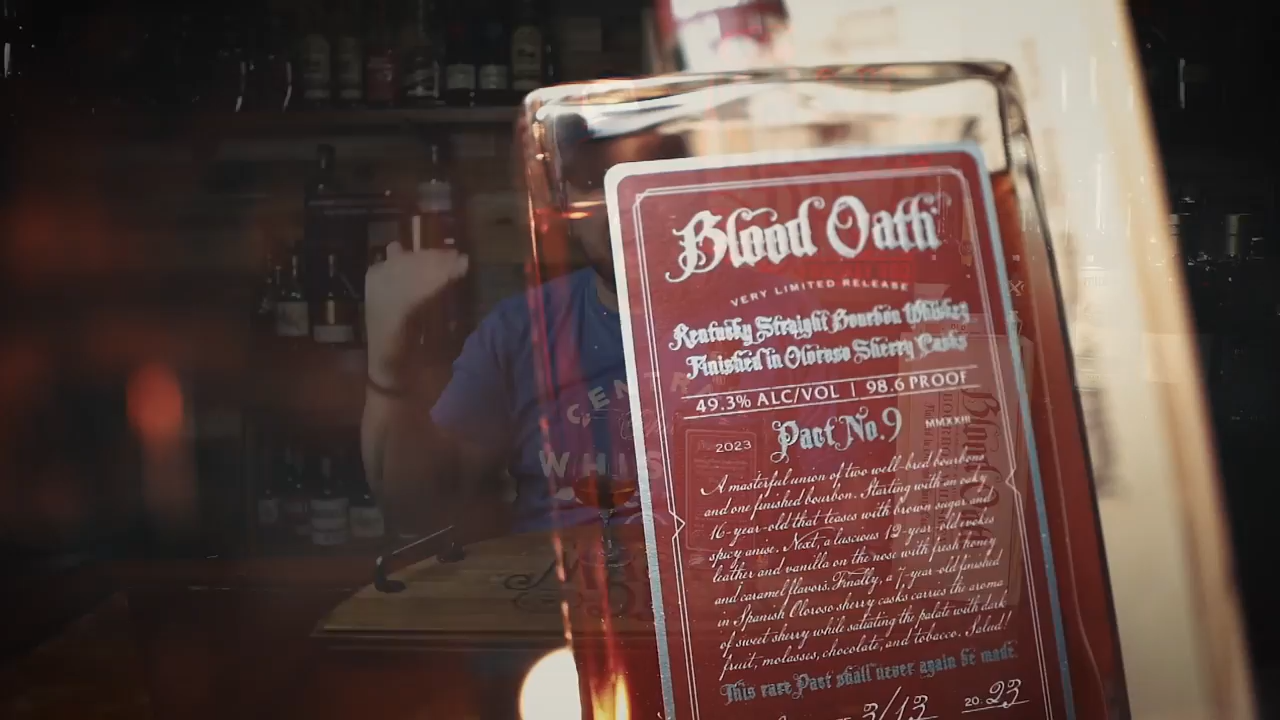 Blood Oath
VERY LIMITED RELEASE
Kentucky Straight Bourbon Whiskey
Finished In Oloroso Sherry Casks
49.3% ALC/VOL | 98.6 PROOF
2023 Pact No.9 MMXXIII
A masterful union of two well-bred bourbons
and one finished bourbon. Starting with an oaky
16-year-old that teases with brown sugar and
spicy anise. Next, a luscious 12-year-old evokes
leather and vanilla on the nose with fresh honey
and caramel flavors. Finally, a 7-year-old finished
in Spanish Oloroso sherry casks carries the aroma
of sweet sherry while satiating the palate with dark
fruit, molasses, chocolate, and tobacco. Salud!
This rare Pact shall never again be made.
3/13 20 23
CENTR
WHIS